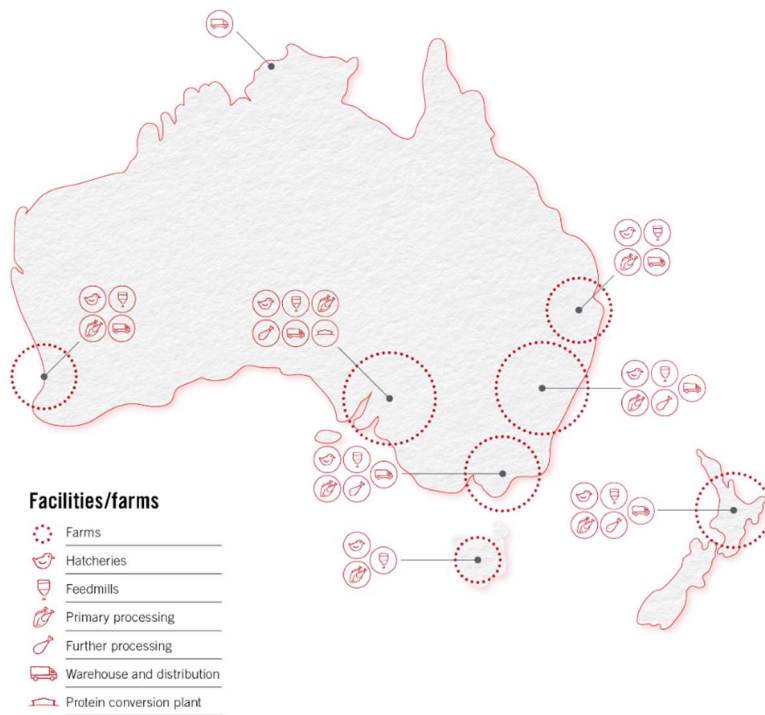 Facilities/farms
Farms
Hatcheries
Feedmills
Primary processing
Further processing
Warehouse and distribution
Protein conversion plant